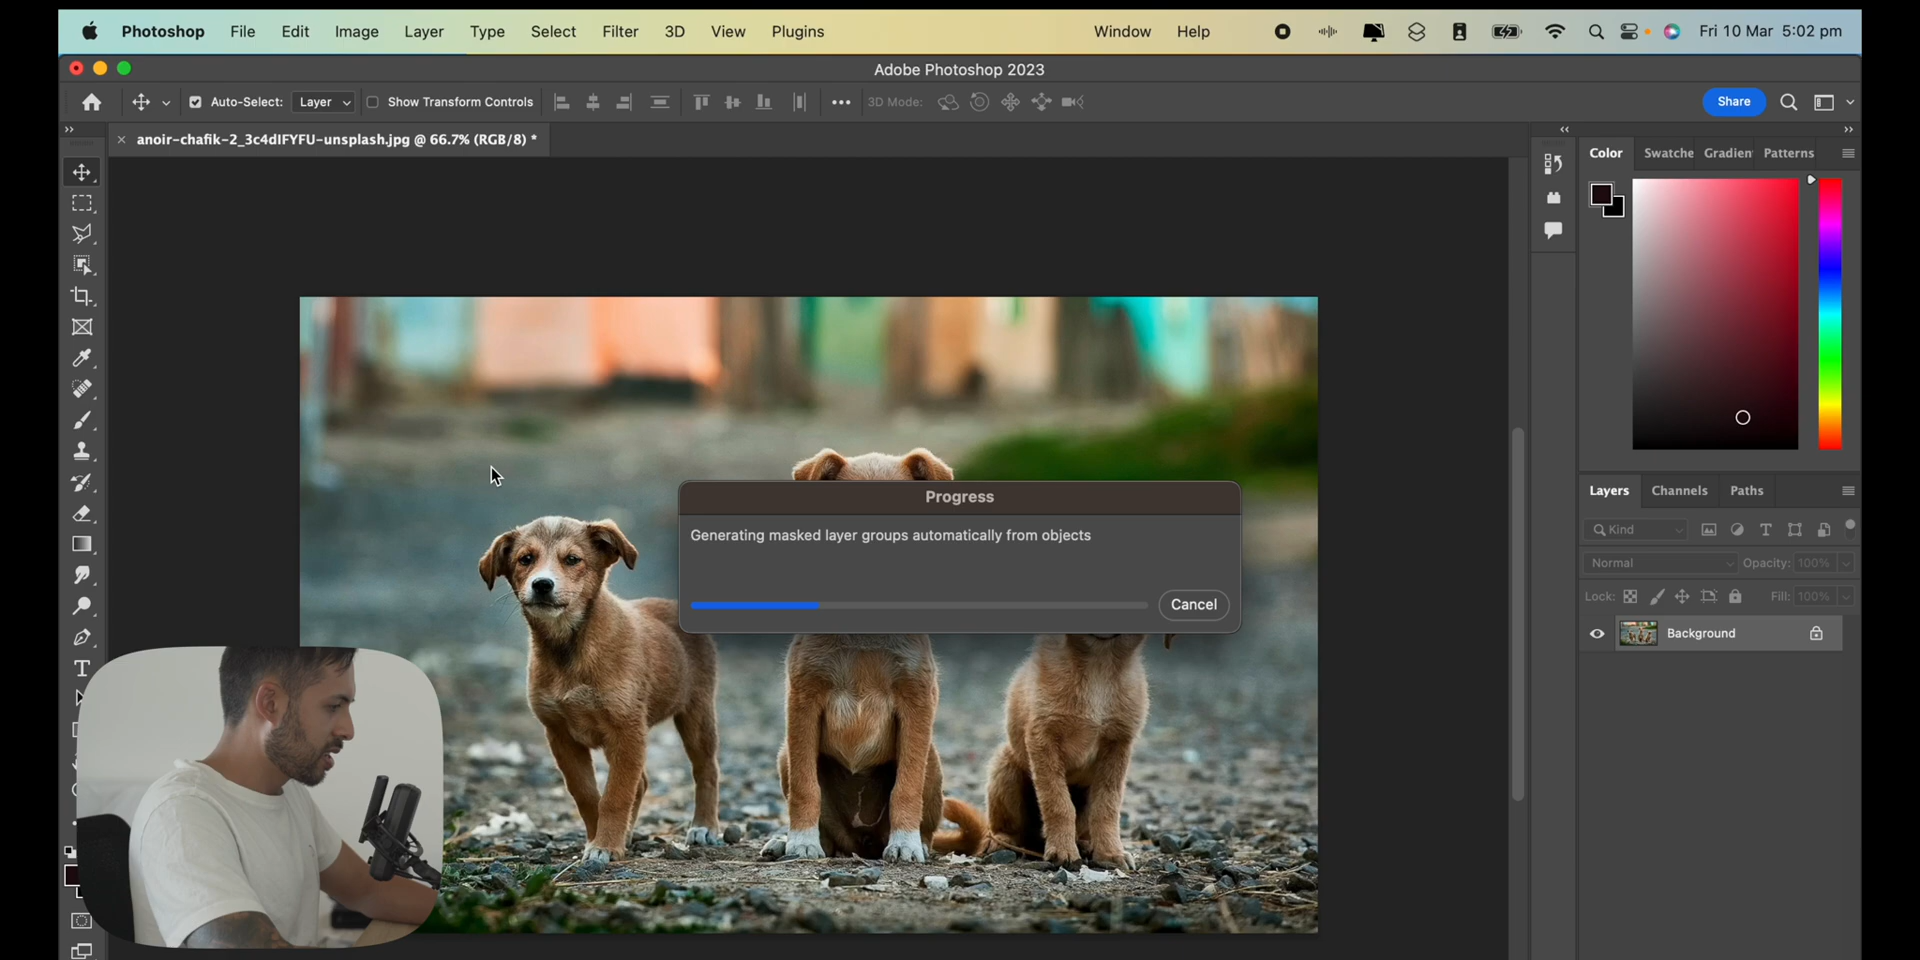 Photoshop File Edit Image Layer Type Select Filter 3D View Plugins Window Help Fri 10 Mar 5:02 pm
Adobe Photoshop 2023
Auto-Select: Layer Show Transform Controls 3D Mode: Share
anoir-chafik-2_3c4dIFYFU-unsplash.jpg @ 66.7% (RGB/8) *
Color Swatche Gradien Patterns
Progress
Generating masked layer groups automatically from objects
Cancel
Layers Channels Paths
Kind
Normal Opacity: 100%
Lock: Fill: 100%
Background